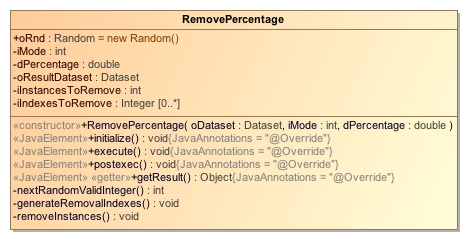 RemovePercentage
+oRnd : Random = new Random()
-iMode : int
-dPercentage : double
-oResultDataset : Dataset
-iInstancesToRemove : int
-iIndexesToRemove : Integer [0..*]
«constructor»+RemovePercentage( oDataset : Dataset, iMode : int, dPercentage : double )
«JavaElement»+initialize() : void{JavaAnnotations = "@Override"}
«JavaElement»+execute() : void{JavaAnnotations = "@Override"}
«JavaElement»+postexec() : void{JavaAnnotations = "@Override"}
«JavaElement» «getter»+getResult() : Object{JavaAnnotations = "@Override"}
-nextRandomValidInteger() : int
-generateRemovalIndexes() : void
-removeInstances() : void